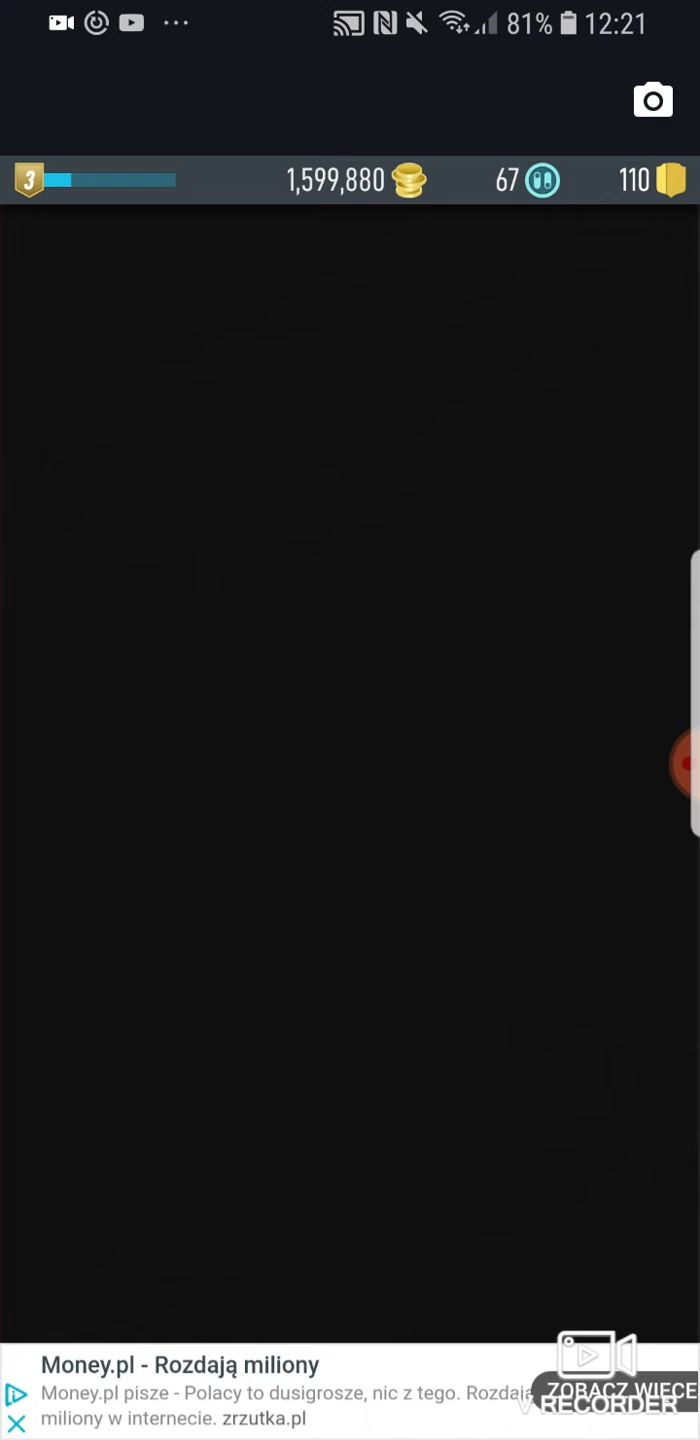 81% 12:21
3 1,599,880 67 110
Money.pl - Rozdają miliony
Money.pl pisze - Polacy to dusigrosze, nic z tego. Rozdają
miliony w internecie. zrzutka.pl
ZOBACZ WIĘCE
V RECORDER